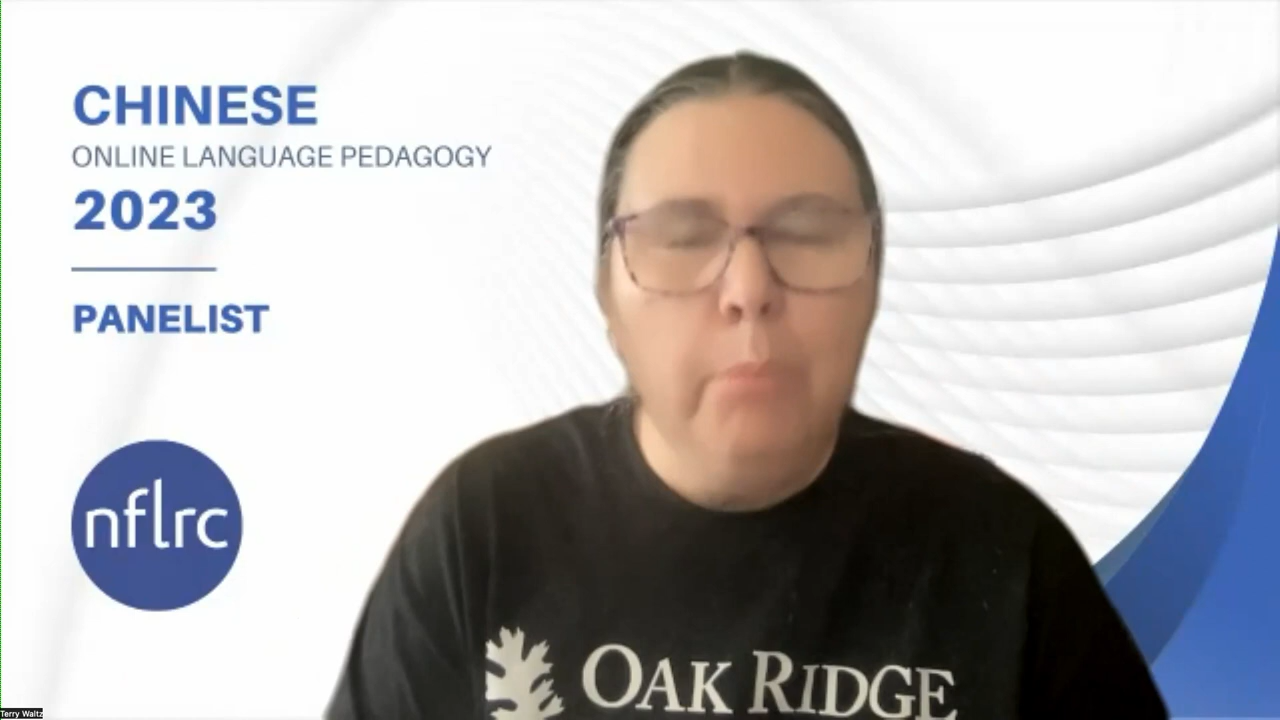 CHINESE
ONLINE LANGUAGE PEDAGOGY
2023
PANELIST
nflrc
OAK RIDGE
Terry Waltz